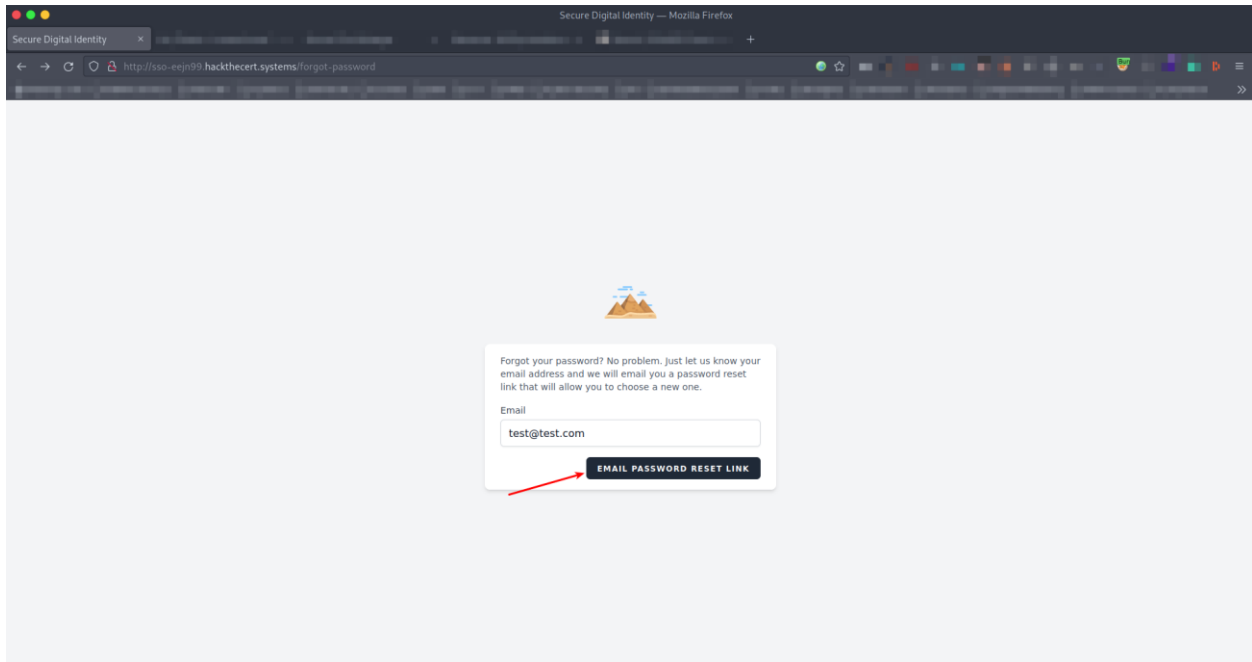 Secure Digital Identity — Mozilla Firefox
Secure Digital Identity
http://sso-eejn99.hackthecert.systems/forgot-password
Forgot your password? No problem. Just let us know your
email address and we will email you a password reset
link that will allow you to choose a new one.
Email
test@test.com
EMAIL PASSWORD RESET LINK